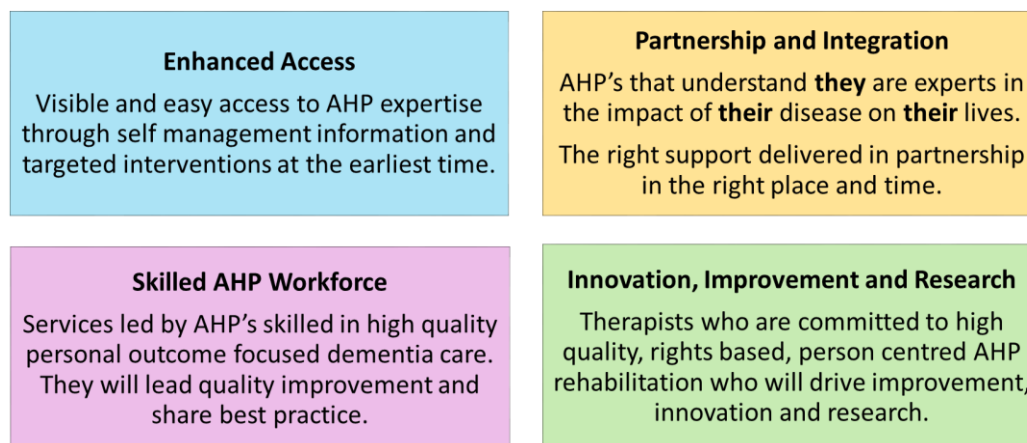 Enhanced Access
Visible and easy access to AHP expertise
through self management information and
targeted interventions at the earliest time.
Partnership and Integration
AHP's that understand they are experts in
the impact of their disease on their lives.
The right support delivered in partnership
in the right place and time.
Skilled AHP Workforce
Services led by AHP's skilled in high quality
personal outcome focused dementia care.
They will lead quality improvement and
share best practice.
Innovation, Improvement and Research
Therapists who are committed to high
quality, rights based, person centred AHP
rehabilitation who will drive improvement,
innovation and research.